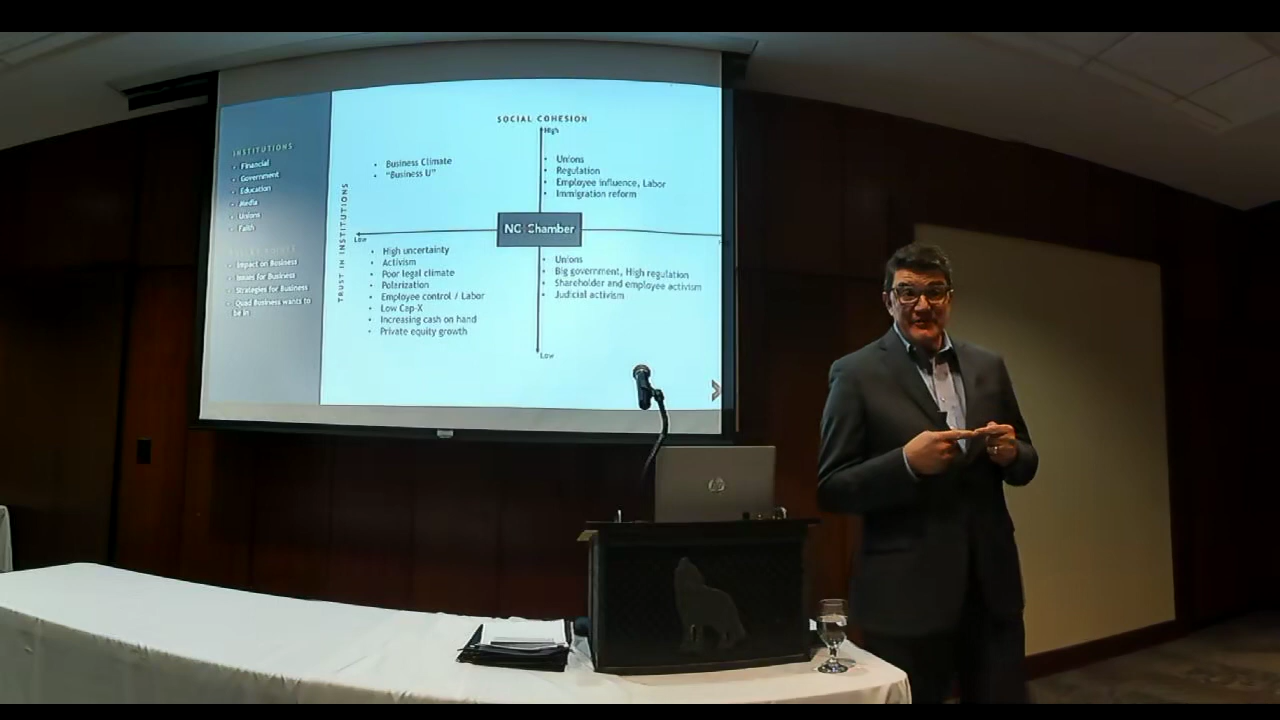 INSTITUTIONS
• Financial
• Government
• Education
• Media
• Unions
• Faith
• Impact on Business
• Issues for Business
• Strategies for Business
• Quad Business wants to
be in
SOCIAL COHESION
High
• Business Climate
• "Business U"
• Unions
• Regulation
• Employee influence, Labor
• Immigration reform
TRUST IN INSTITUTIONS
Low
NC Chamber
• High uncertainty
• Activism
• Poor legal climate
• Polarization
• Employee control / Labor
• Low Cap-X
• Increasing cash on hand
• Private equity growth
• Unions
• Big government, High regulation
• Shareholder and employee activism
• Judicial activism
Low
hp